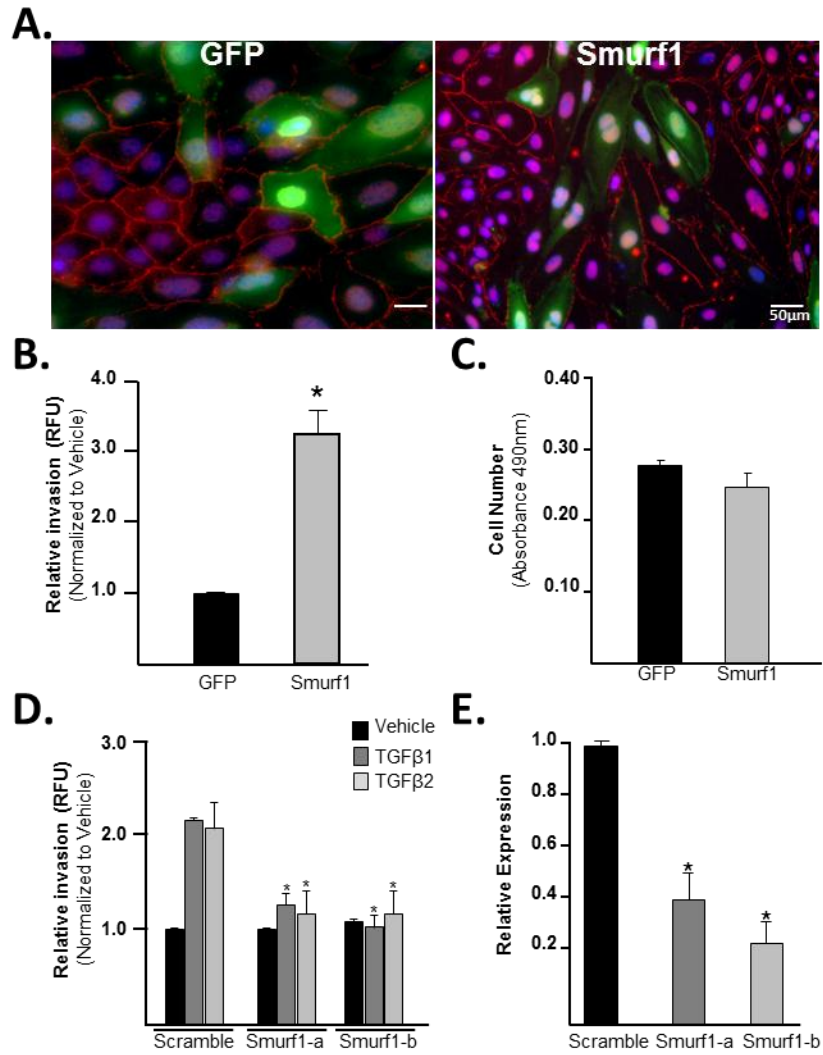 A.
GFP
Smurf1
50μm
B.
Relative invasion (RFU)
(Normalized to Vehicle)
4.0
3.0
2.0
1.0
*
GFP
Smurf1
C.
Cell Number
(Absorbance 490nm)
0.40
0.30
0.20
0.10
GFP
Smurf1
D.
Relative invasion (RFU)
(Normalized to Vehicle)
3.0
2.0
1.0
Vehicle
TGFβ1
TGFβ2
* * * *
Scramble Smurf1-a Smurf1-b
E.
Relative Expression
1.0
0.8
0.6
0.4
0.2
*
*
Scramble Smurf1-a Smurf1-b